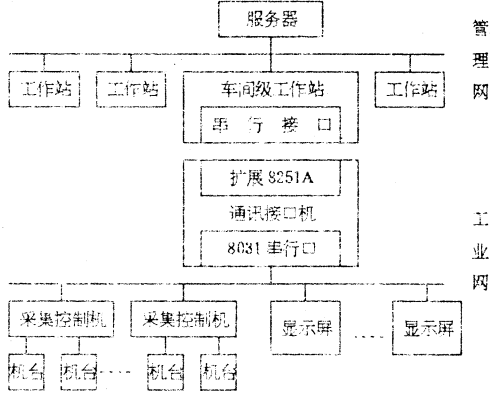 服务器
管理网
工作站 工作站 车间级工作站 工作站
串行接口
扩展8251A
通讯接口机
8031串行口
工业网
采集控制机 采集控制机 显示屏 .... 显示屏
机台 机台 .... 机台 机台